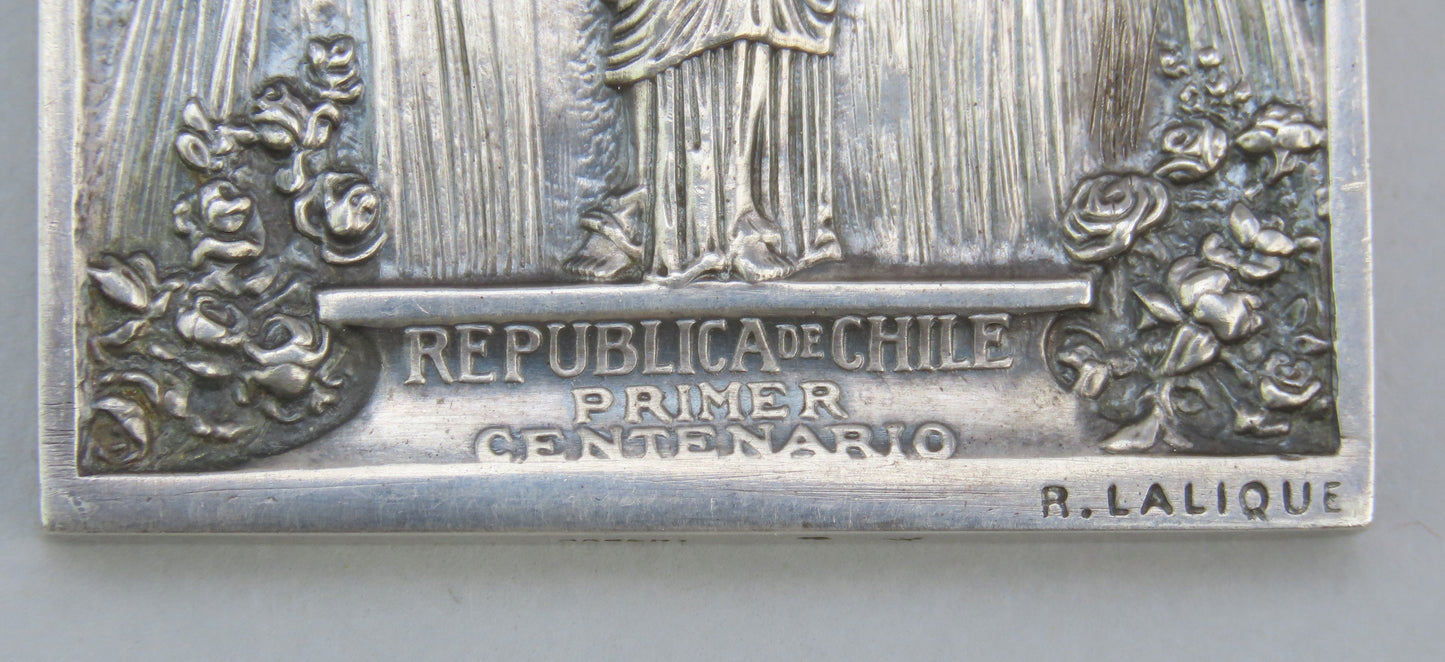 REPUBLICA DE CHILE
PRIMER
CENTENARIO
R. LALIQUE